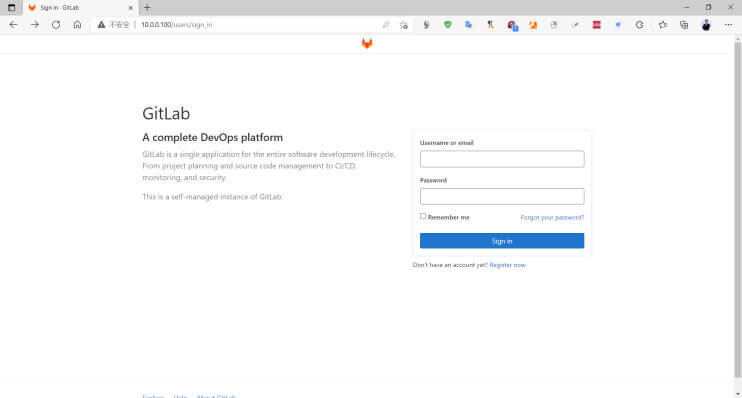 Sign in · GitLab
不安全 10.0.0.100/users/sign_in
GitLab
A complete DevOps platform
GitLab is a single application for the entire software development lifecycle.
From project planning and source code management to CI/CD,
monitoring, and security.
This is a self-managed instance of GitLab.
Username or email
Password
Remember me Forgot your password?
Sign in
Don't have an account yet? Register now
Explore Help About GitLab